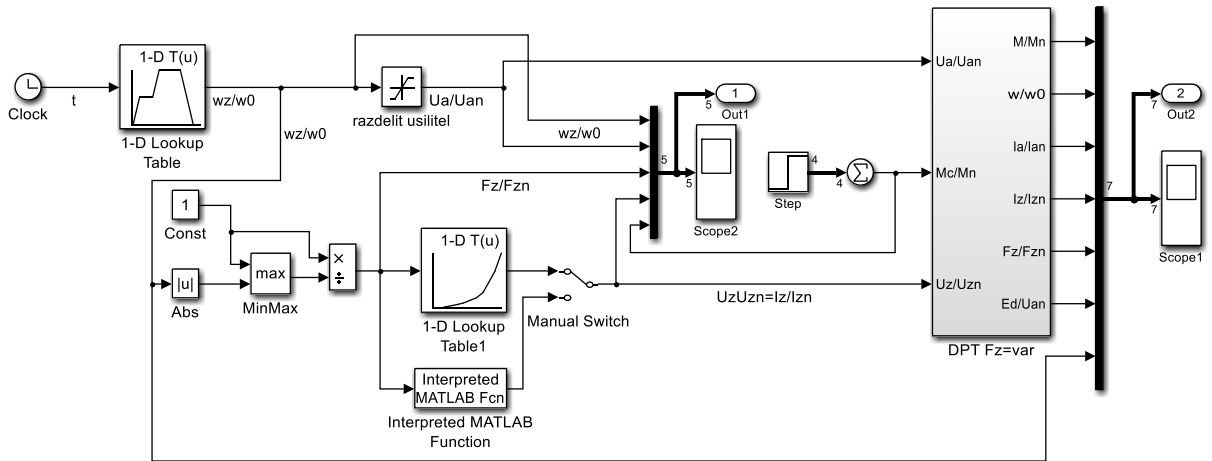 Clock
t
1-D T(u)
1-D Lookup
Table
wz/w0
wz/w0
razdelit usilitel
Ua/Uan
wz/w0
Fz/Fzn
1
Const
|u|
Abs
max
MinMax
×
÷
1-D T(u)
1-D Lookup
Table1
Interpreted
MATLAB Fcn
Interpreted MATLAB
Function
Manual Switch
UzUzn=Iz/Izn
5
5
5
1
Out1
Scope2
Step
4
4
Σ
Ua/Uan
Mc/Mn
Uz/Uzn
M/Mn
w/w0
Ia/Ian
Iz/Izn
Fz/Fzn
Ed/Uan
DPT Fz=var
7
7
7
2
Out2
Scope1